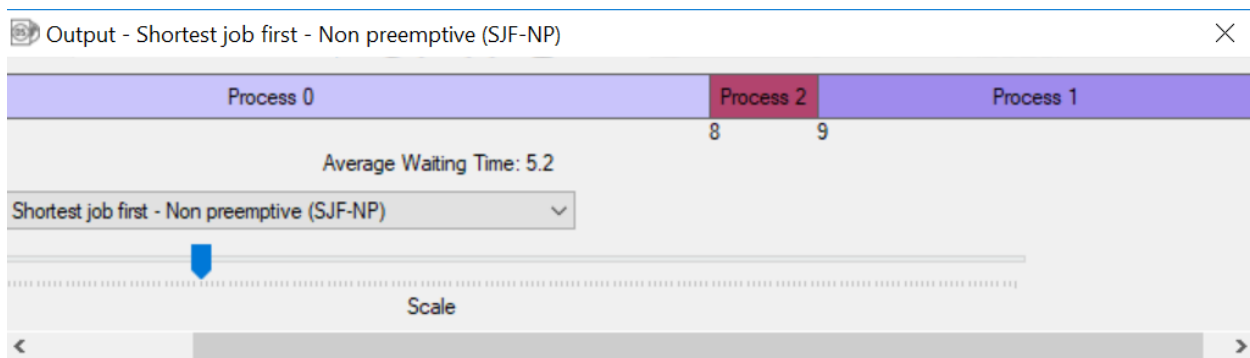 Output - Shortest job first - Non preemptive (SJF-NP)
Process 0 Process 2 Process 1
8 9
Average Waiting Time: 5.2
Shortest job first - Non preemptive (SJF-NP)
Scale